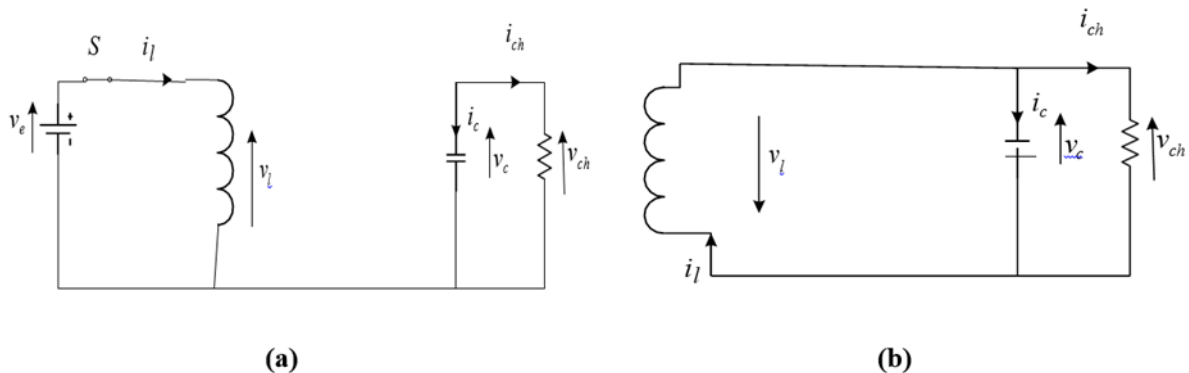 S
i_l
v_e
+
-
v_l
i_ch
i_c
v_c
v_ch
(a)
i_ch
v_l
i_c
v_c
v_ch
i_l
(b)